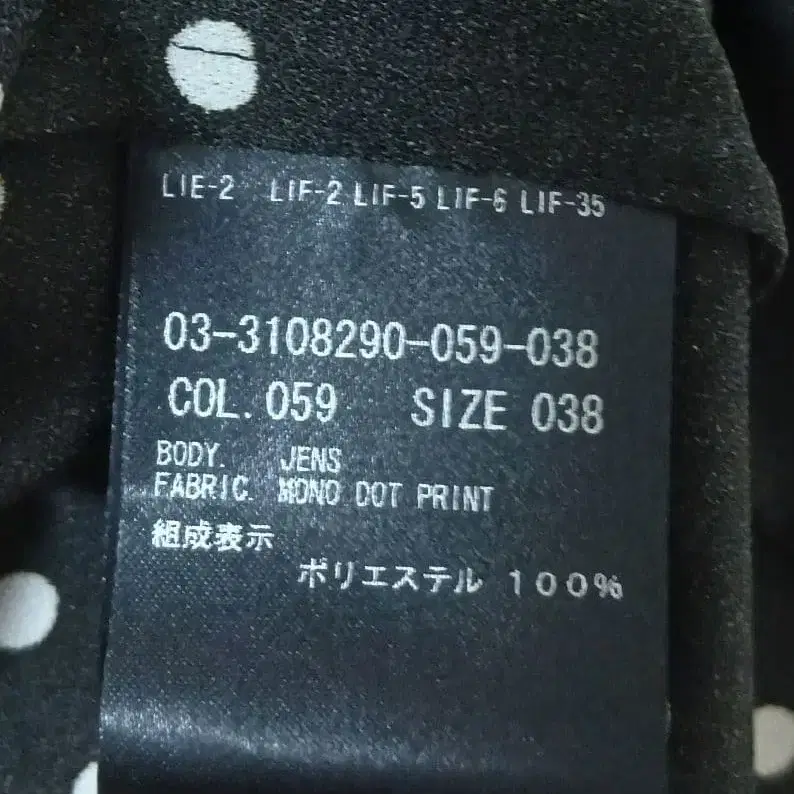 LIE-2 LIF-2 LIF-5 LIF-6 LIF-35
03-3108290-059-038
COL. 059 SIZE 038
BODY. JENS
FABRIC. MONO DOT PRINT
組成表示
ポリエステル １００％